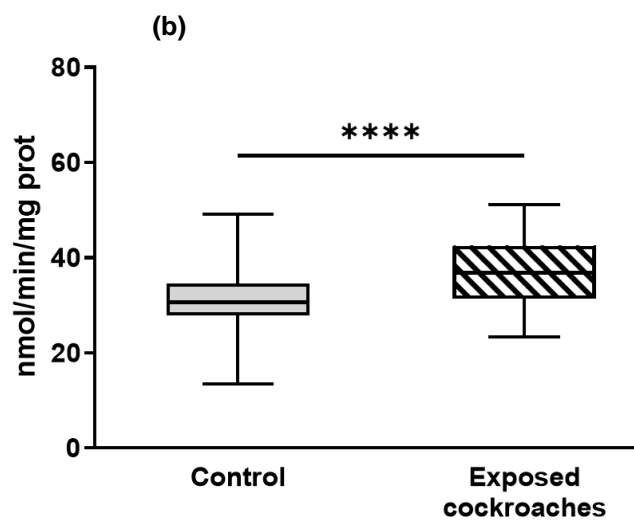 (b)
80
60
40
20
0
nmol/min/mg prot
****
Control
Exposed
cockroaches